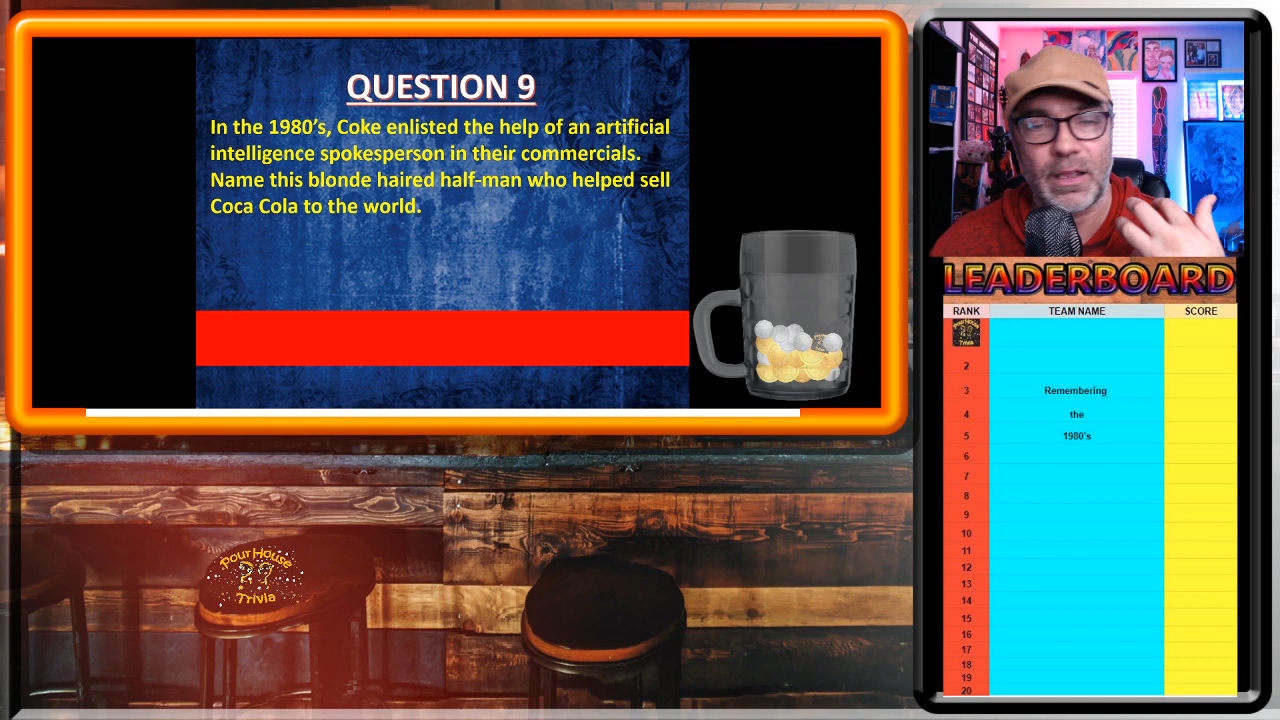 QUESTION 9
In the 1980's, Coke enlisted the help of an artificial
intelligence spokesperson in their commercials.
Name this blonde haired half-man who helped sell
Coca Cola to the world.
LEADERBOARD
RANK TEAM NAME SCORE
PourHouse
Trivia
2
3 Remembering
4 the
5 1980's
6
7
8
9
10
11
12
13
14
15
16
17
18
19
20
PourHouse
Trivia